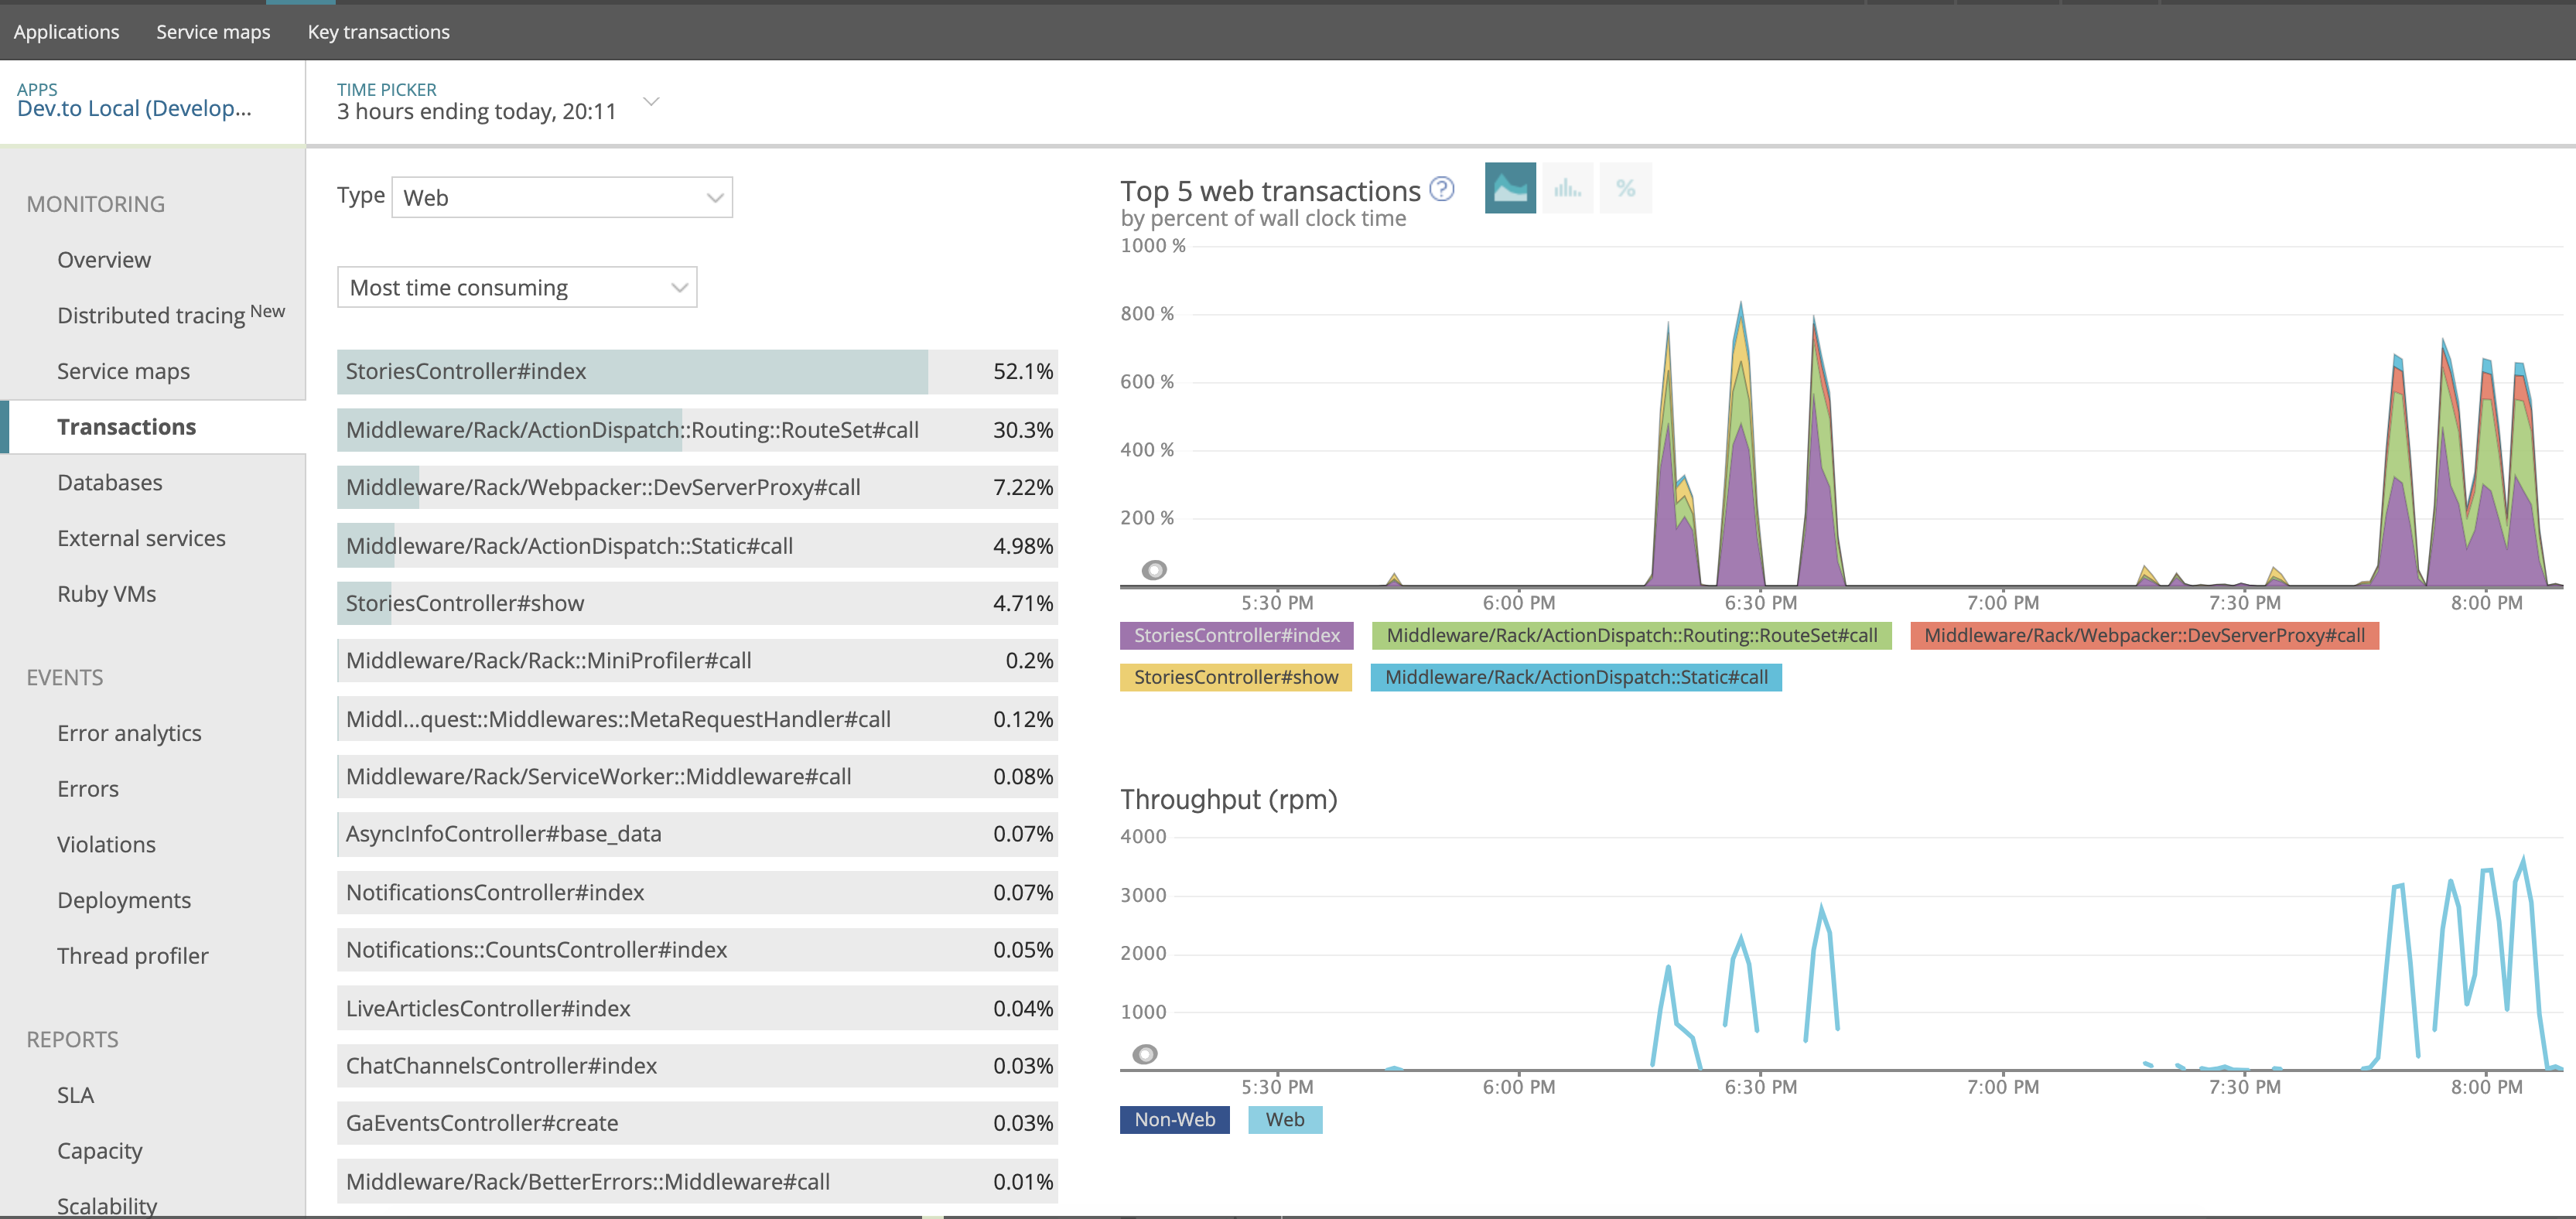 Applications Service maps Key transactions
APPS
Dev.to Local (Develop...
TIME PICKER
3 hours ending today, 20:11
MONITORING
Overview
Distributed tracing New
Service maps
Transactions
Databases
External services
Ruby VMs
EVENTS
Error analytics
Errors
Violations
Deployments
Thread profiler
REPORTS
SLA
Capacity
Scalability
Type Web
Most time consuming
StoriesController#index 52.1%
Middleware/Rack/ActionDispatch::Routing::RouteSet#call 30.3%
Middleware/Rack/Webpacker::DevServerProxy#call 7.22%
Middleware/Rack/ActionDispatch::Static#call 4.98%
StoriesController#show 4.71%
Middleware/Rack/Rack::MiniProfiler#call 0.2%
Middl...quest::Middlewares::MetaRequestHandler#call 0.12%
Middleware/Rack/ServiceWorker::Middleware#call 0.08%
AsyncInfoController#base_data 0.07%
NotificationsController#index 0.07%
Notifications::CountsController#index 0.05%
LiveArticlesController#index 0.04%
ChatChannelsController#index 0.03%
GaEventsController#create 0.03%
Middleware/Rack/BetterErrors::Middleware#call 0.01%
Top 5 web transactions ? %
by percent of wall clock time
1000 %
800 %
600 %
400 %
200 %
5:30 PM 6:00 PM 6:30 PM 7:00 PM 7:30 PM 8:00 PM
StoriesController#index Middleware/Rack/ActionDispatch::Routing::RouteSet#call Middleware/Rack/Webpacker::DevServerProxy#call
StoriesController#show Middleware/Rack/ActionDispatch::Static#call
Throughput (rpm)
4000
3000
2000
1000
5:30 PM 6:00 PM 6:30 PM 7:00 PM 7:30 PM 8:00 PM
Non-Web Web